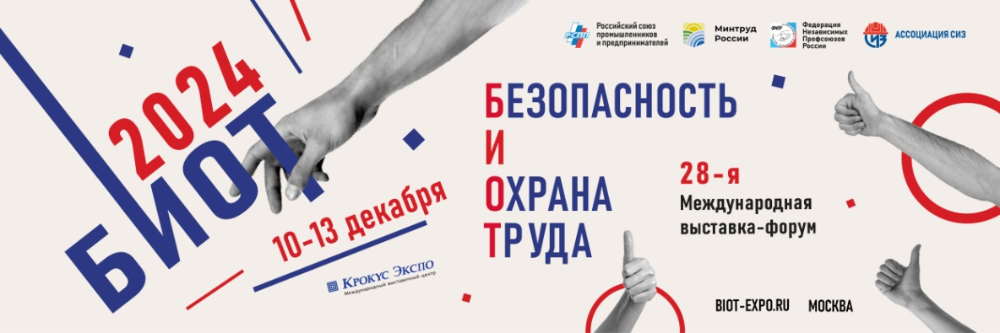 2024
БИОТ
10-13 декабря
Крокус Экспо
Международный выставочный центр
РСПП
Российский союз
промышленников
и предпринимателей
Минтруд
России
ФНПР
Федерация
Независимых
Профсоюзов
России
СИЗ
АССОЦИАЦИЯ СИЗ
БЕЗОПАСНОСТЬ
И
ОХРАНА
ТРУДА
28-я
Международная
выставка-форум
BIOT-EXPO.RU МОСКВА